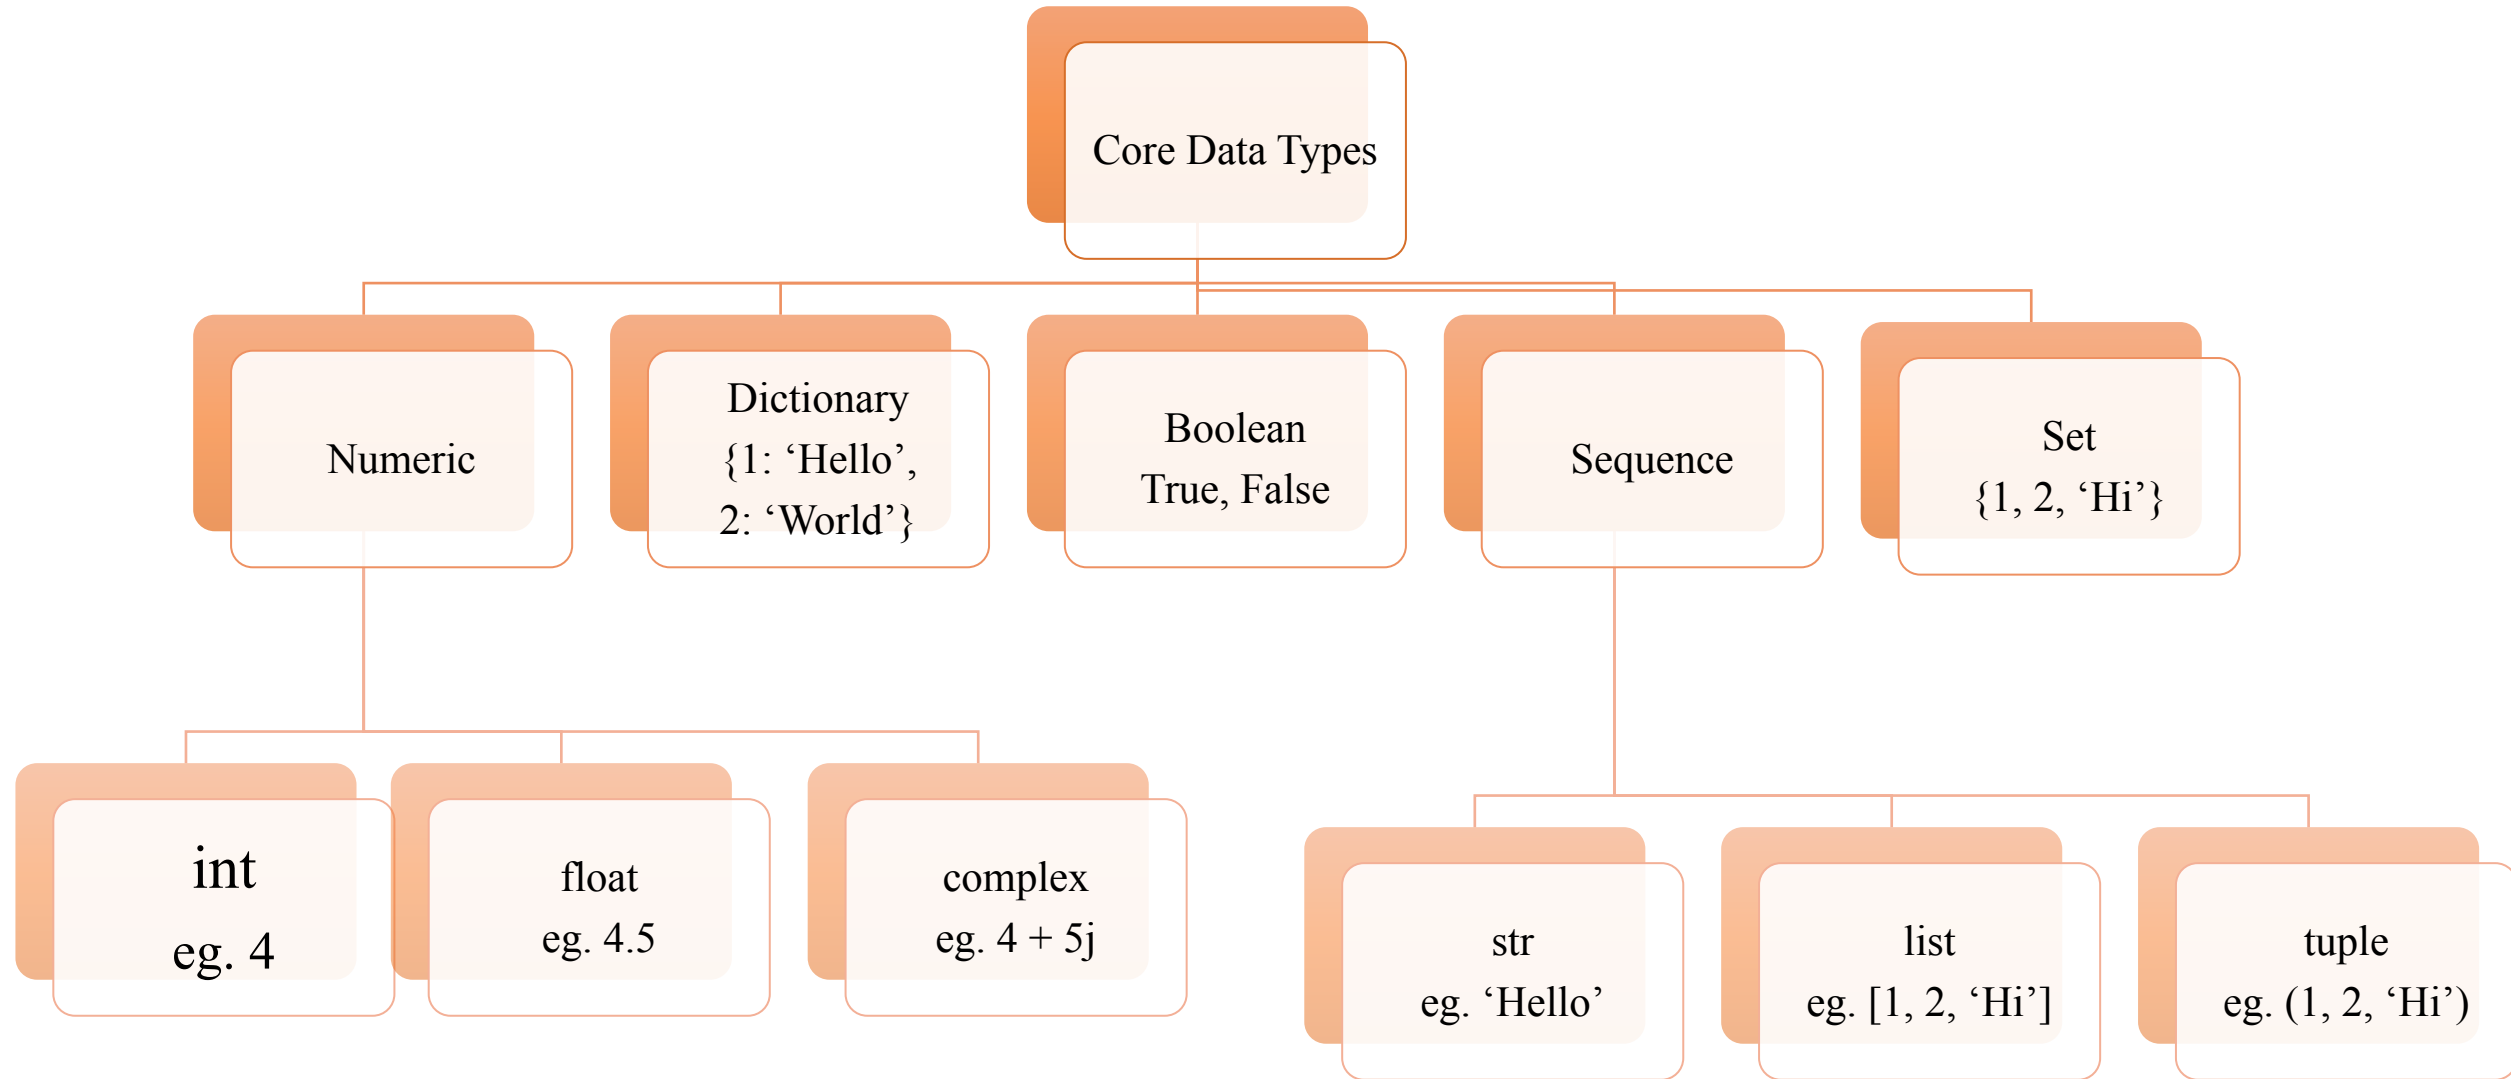 Core Data Types
Numeric
Dictionary
{1: ‘Hello’,
2: ‘World’}
Boolean
True, False
Sequence
Set
{1, 2, ‘Hi’}
int
eg. 4
float
eg. 4.5
complex
eg. 4 + 5j
str
eg. ‘Hello’
list
eg. [1, 2, ‘Hi’]
tuple
eg. (1, 2, ‘Hi’)